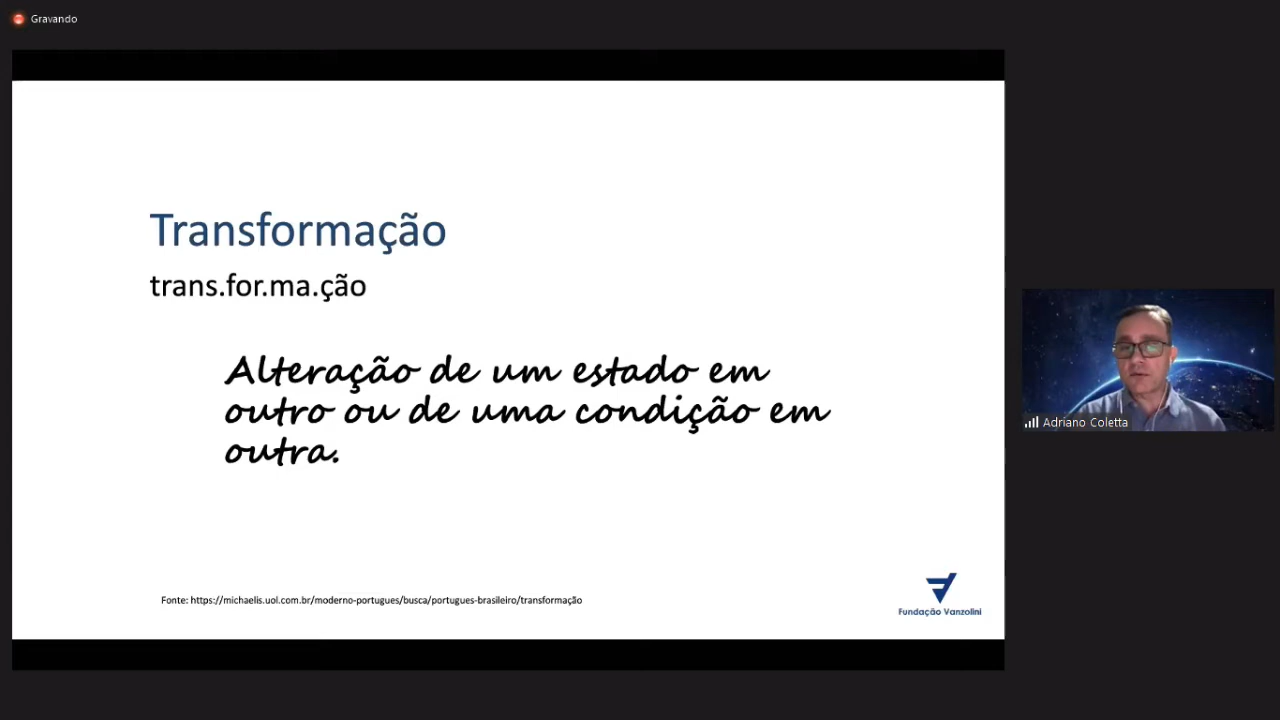 Gravando
Transformação
trans.for.ma.ção
Alteração de um estado em
outro ou de uma condição em
outra.
Fonte: https://michaelis.uol.com.br/moderno-portugues/busca/portugues-brasileiro/transformação
Fundação Vanzolini
Adriano Coletta